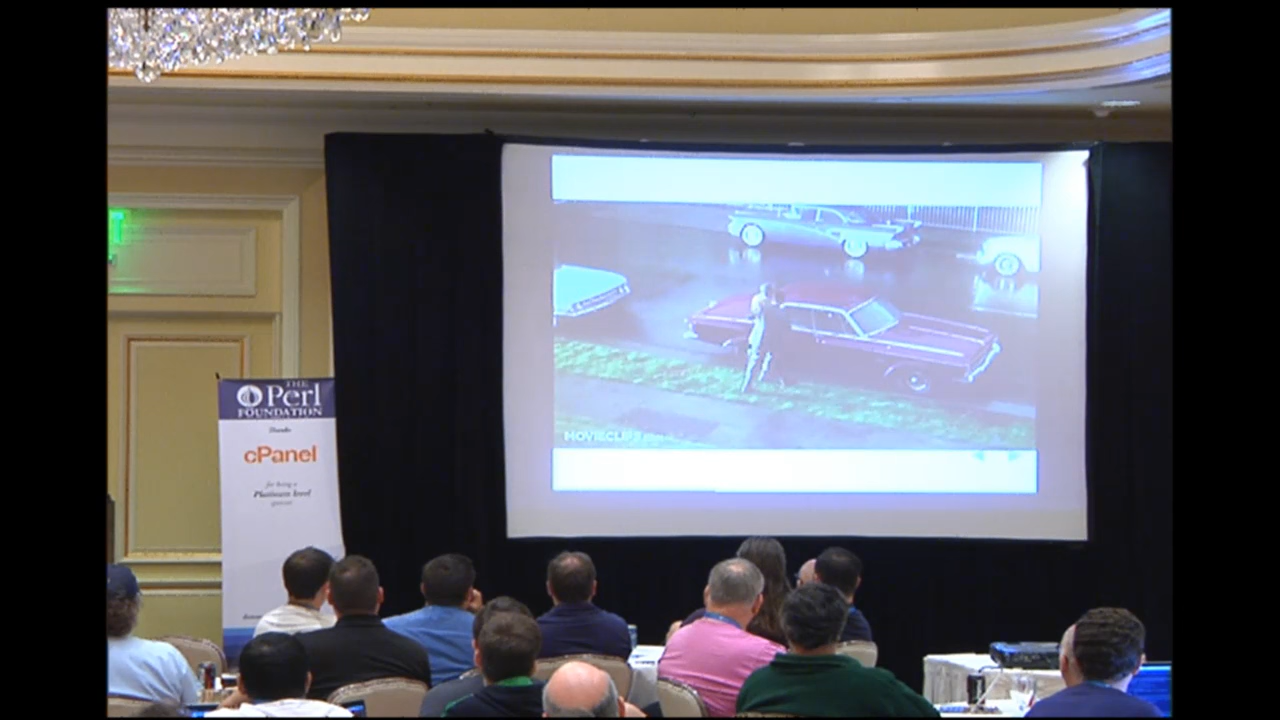 THE
Perl
FOUNDATION
Thanks
cPanel
for being a
Platinum level
sponsor
MOVIECLIPS